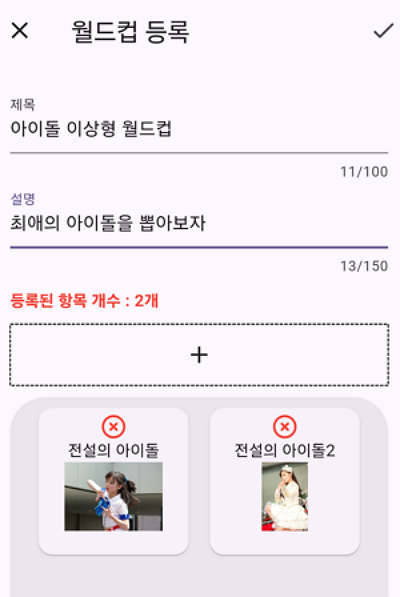 월드컵 등록
제목
아이돌 이상형 월드컵
11/100
설명
최애의 아이돌을 뽑아보자
13/150
등록된 항목 개수 : 2개
+
전설의 아이돌
전설의 아이돌2